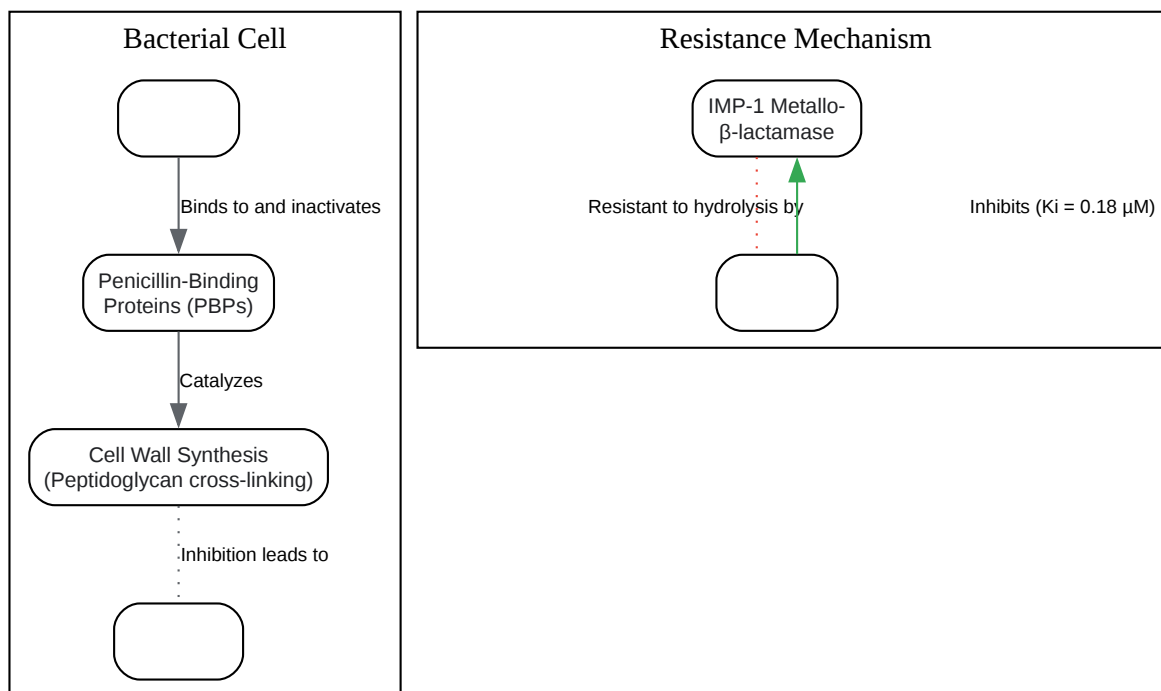 Bacterial Cell
Binds to and inactivates
Penicillin-Binding
Proteins (PBPs)
Catalyzes
Cell Wall Synthesis
(Peptidoglycan cross-linking)
Inhibition leads to
Resistance Mechanism
IMP-1 Metallo-
β-lactamase
Resistant to hydrolysis by
Inhibits (Ki = 0.18 µM)